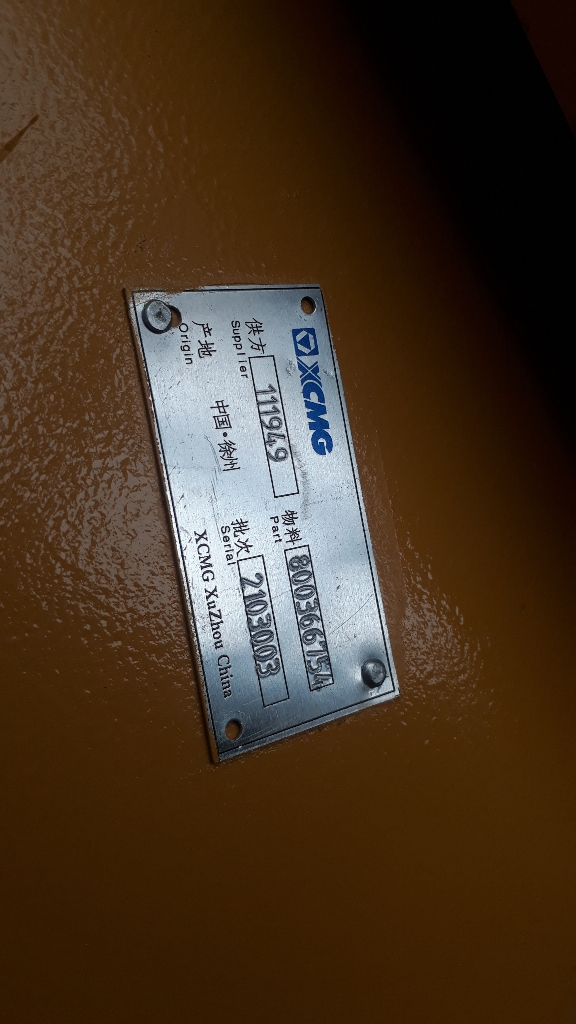 XCMG
物料 800366754
Part
供方 111949
Supplier
批次 2103003
Serial
产地 中国·徐州
Origin
XCMG XuZhou China